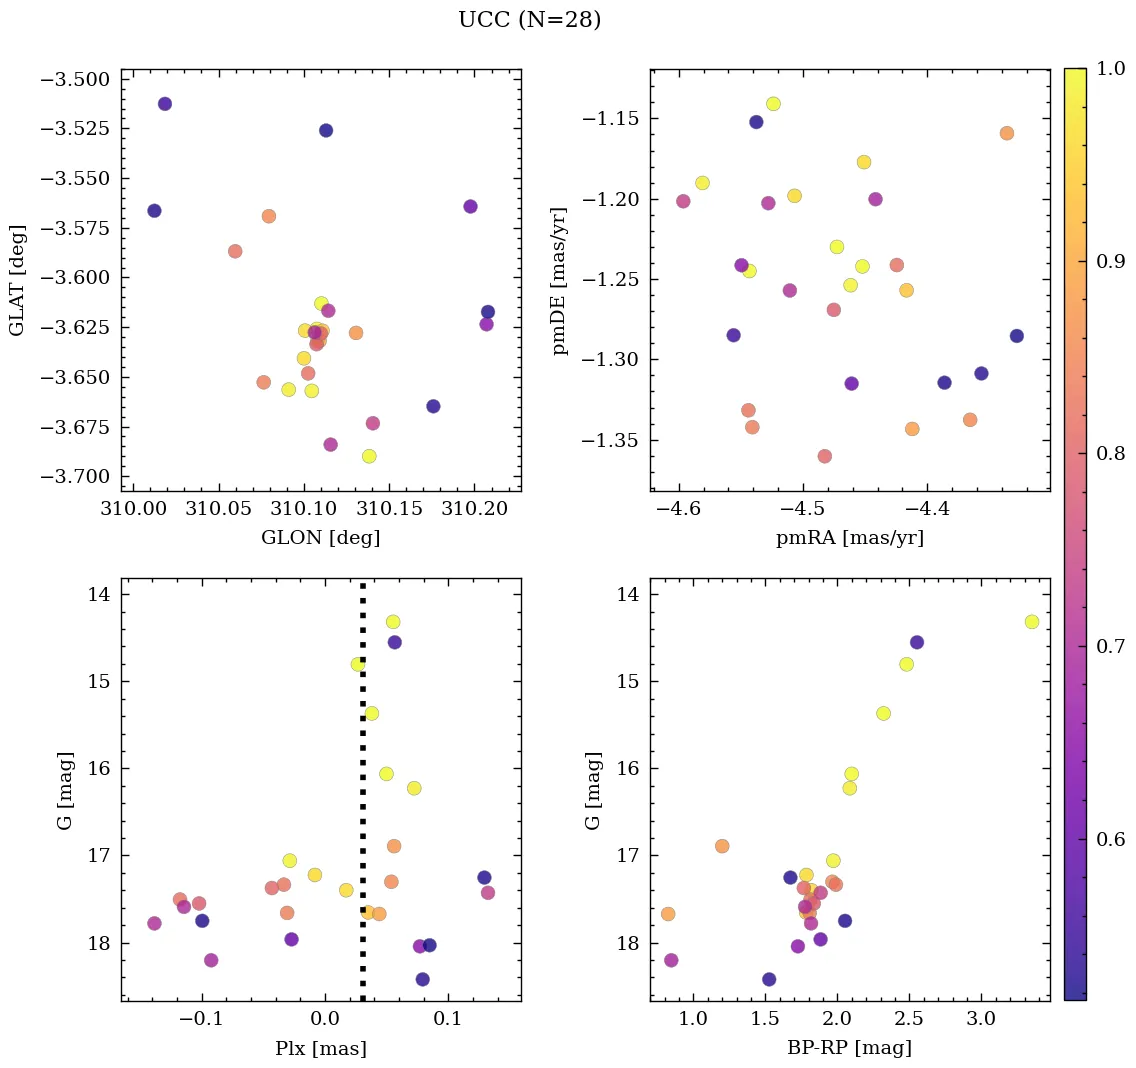 UCC (N=28)
−3.500
−3.525
−3.550
−3.575
−3.600
−3.625
−3.650
−3.675
−3.700
GLAT [deg]
310.00 310.05 310.10 310.15 310.20
GLON [deg]
−1.15
−1.20
−1.25
−1.30
−1.35
pmDE [mas/yr]
−4.6 −4.5 −4.4
pmRA [mas/yr]
1.0
0.9
0.8
0.7
0.6
14
15
16
17
18
G [mag]
−0.1 0.0 0.1
Plx [mas]
14
15
16
17
18
G [mag]
1.0 1.5 2.0 2.5 3.0
BP-RP [mag]